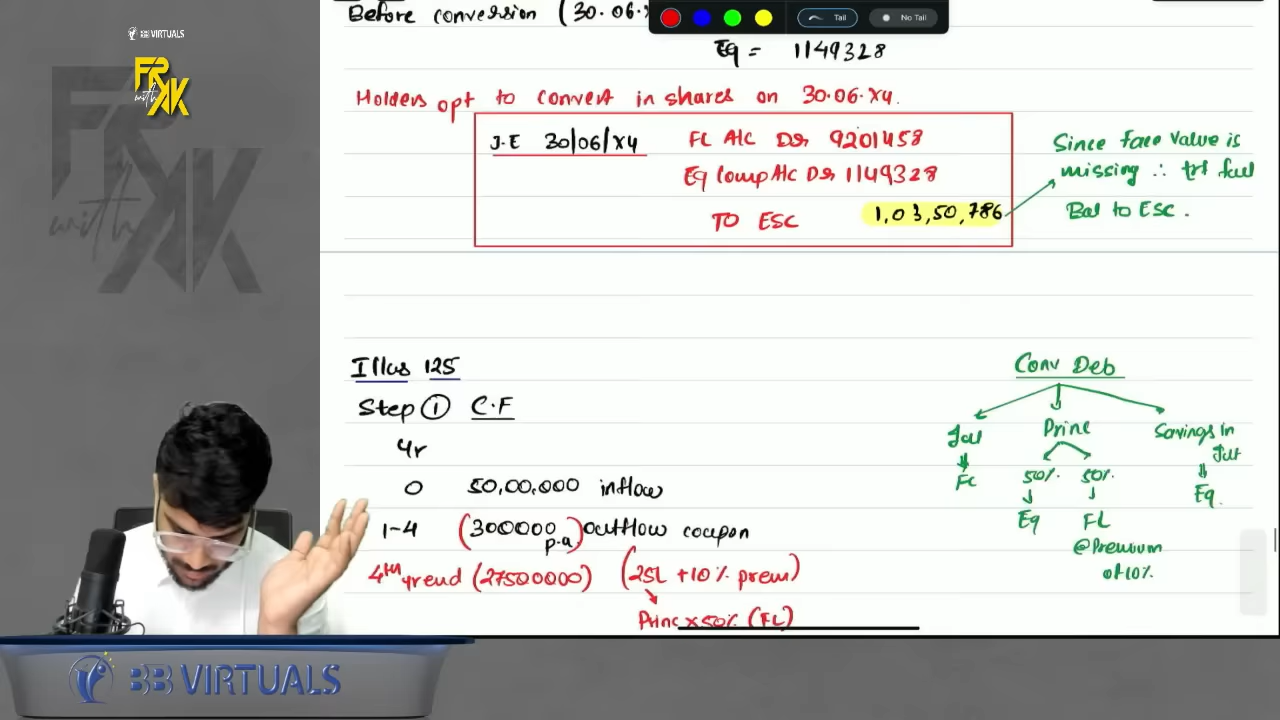 BB VIRTUALS
FR
with AK
FR
with
AK
Before conversion (30.06.
Tail
No Tail
Eq = 1149328
Holders opt to convert in shares on 30.06.X4.
J.E 30/06/X4 FL A/c Dr 9201458
Eq Comp A/c Dr 1149328
TO ESC 1,03,50,786
Since face value is
missing ∴ trf full
Bal to ESC.
Illus 125
Step ① C.F
Yr
0 50,00,000 inflow
1-4 (300000 p.a) outflow coupon
4th yr end (27500000) (25L + 10% prem)
Princ x 50% (FL)
Conv Deb
Int Princ Savings in Int
FL 50% 50% Eq.
Eq FL
@Premium
of 10%
BB VIRTUALS